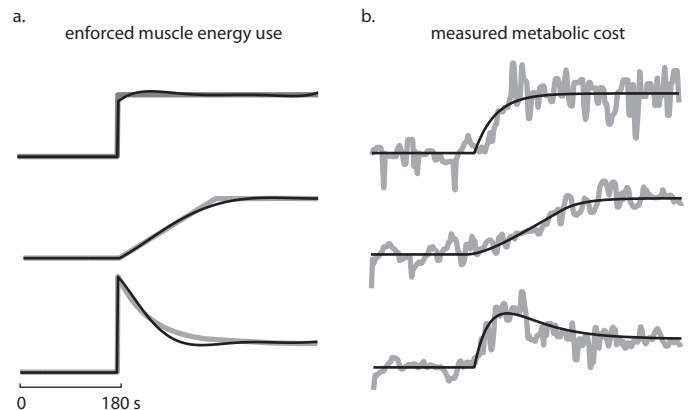 a.
enforced muscle energy use
b.
measured metabolic cost
0
180 s